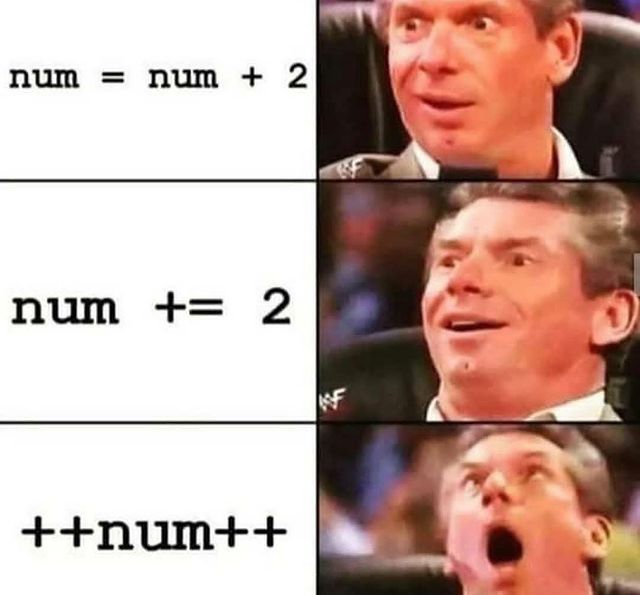 num = num + 2
num += 2
++num++